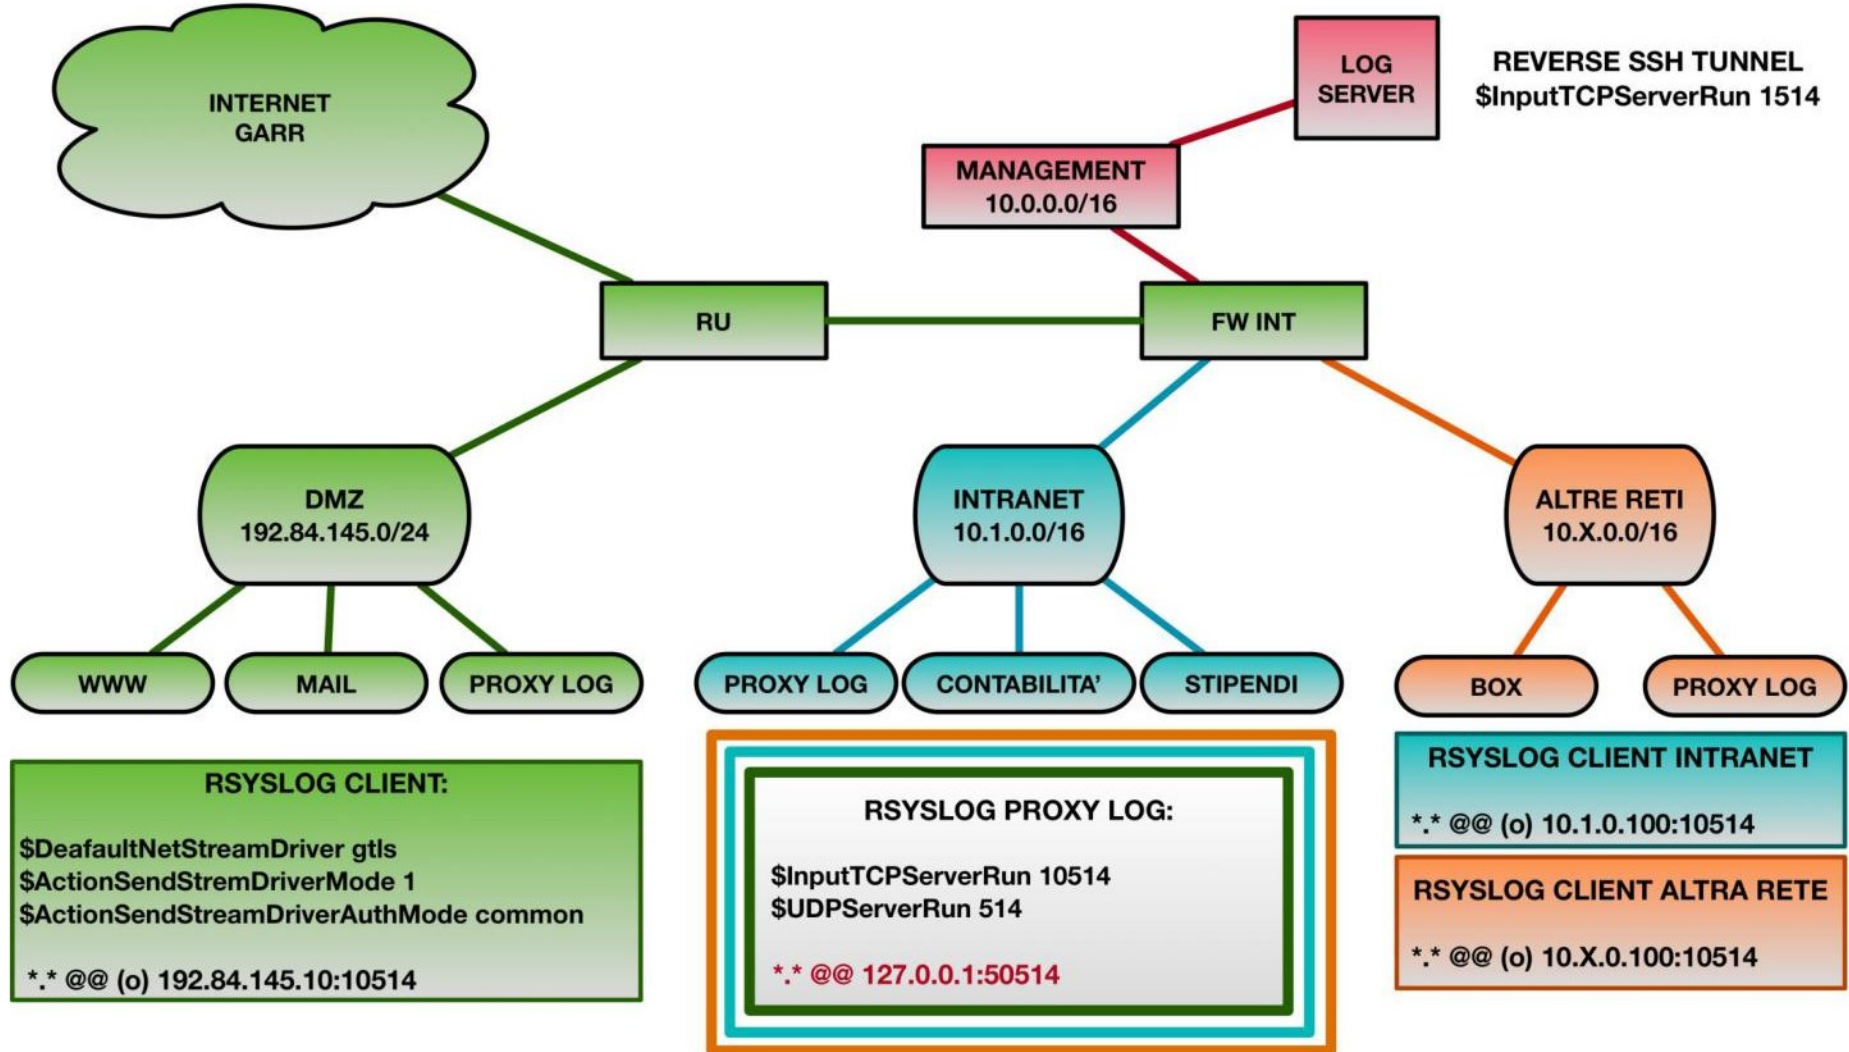 INTERNET
GARR
LOG
SERVER
REVERSE SSH TUNNEL
$InputTCPServerRun 1514
MANAGEMENT
10.0.0.0/16
RU
FW INT
DMZ
192.84.145.0/24
INTRANET
10.1.0.0/16
ALTRE RETI
10.X.0.0/16
WWW
MAIL
PROXY LOG
PROXY LOG
CONTABILITA’
STIPENDI
BOX
PROXY LOG
RSYSLOG CLIENT:
$DeafaultNetStreamDriver gtls
$ActionSendStremDriverMode 1
$ActionSendStreamDriverAuthMode common
*.* @@ (o) 192.84.145.10:10514
RSYSLOG PROXY LOG:
$InputTCPServerRun 10514
$UDPServerRun 514
*.* @@ 127.0.0.1:50514
RSYSLOG CLIENT INTRANET
*.* @@ (o) 10.1.0.100:10514
RSYSLOG CLIENT ALTRA RETE
*.* @@ (o) 10.X.0.100:10514